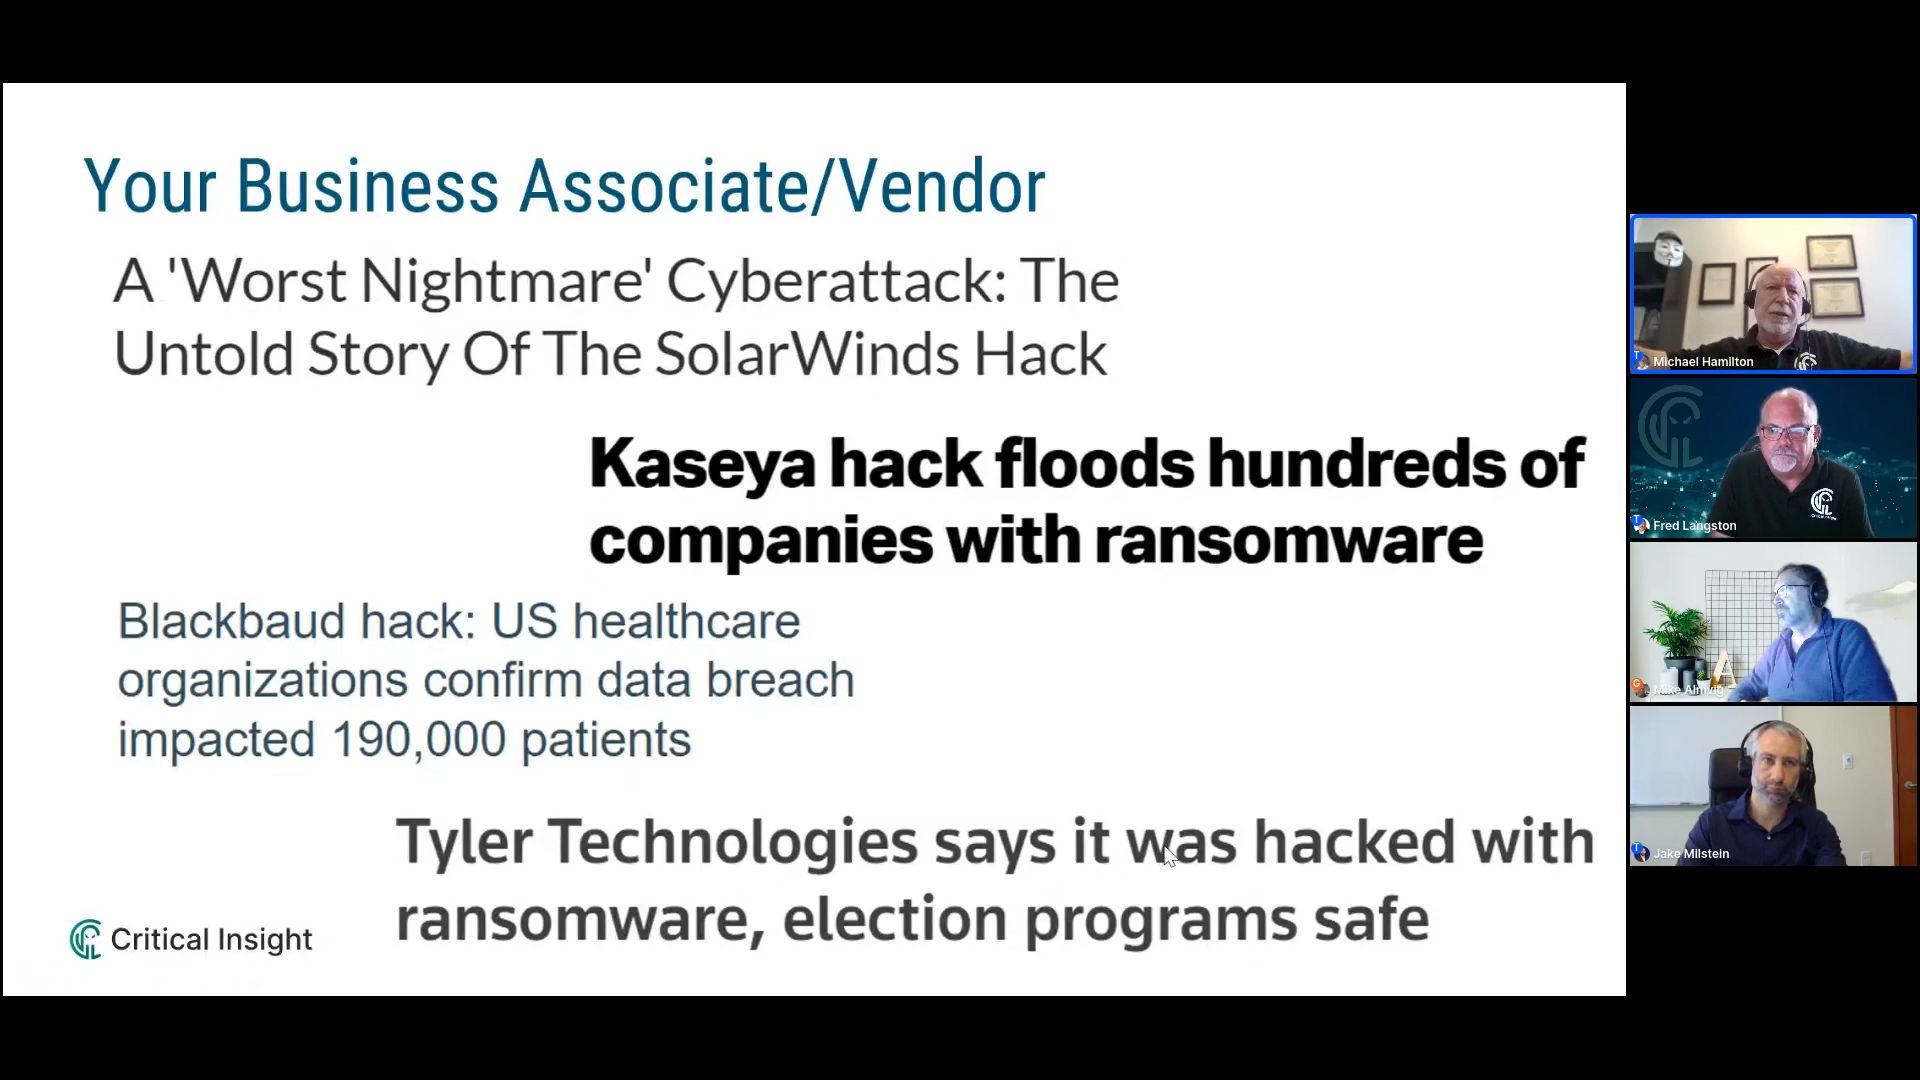 Your Business Associate/Vendor
A 'Worst Nightmare' Cyberattack: The
Untold Story Of The SolarWinds Hack
Kaseya hack floods hundreds of
companies with ransomware
Blackbaud hack: US healthcare
organizations confirm data breach
impacted 190,000 patients
Tyler Technologies says it was hacked with
ransomware, election programs safe
Critical Insight
Michael Hamilton
Fred Langston
Mike Almvig
Jake Milstein